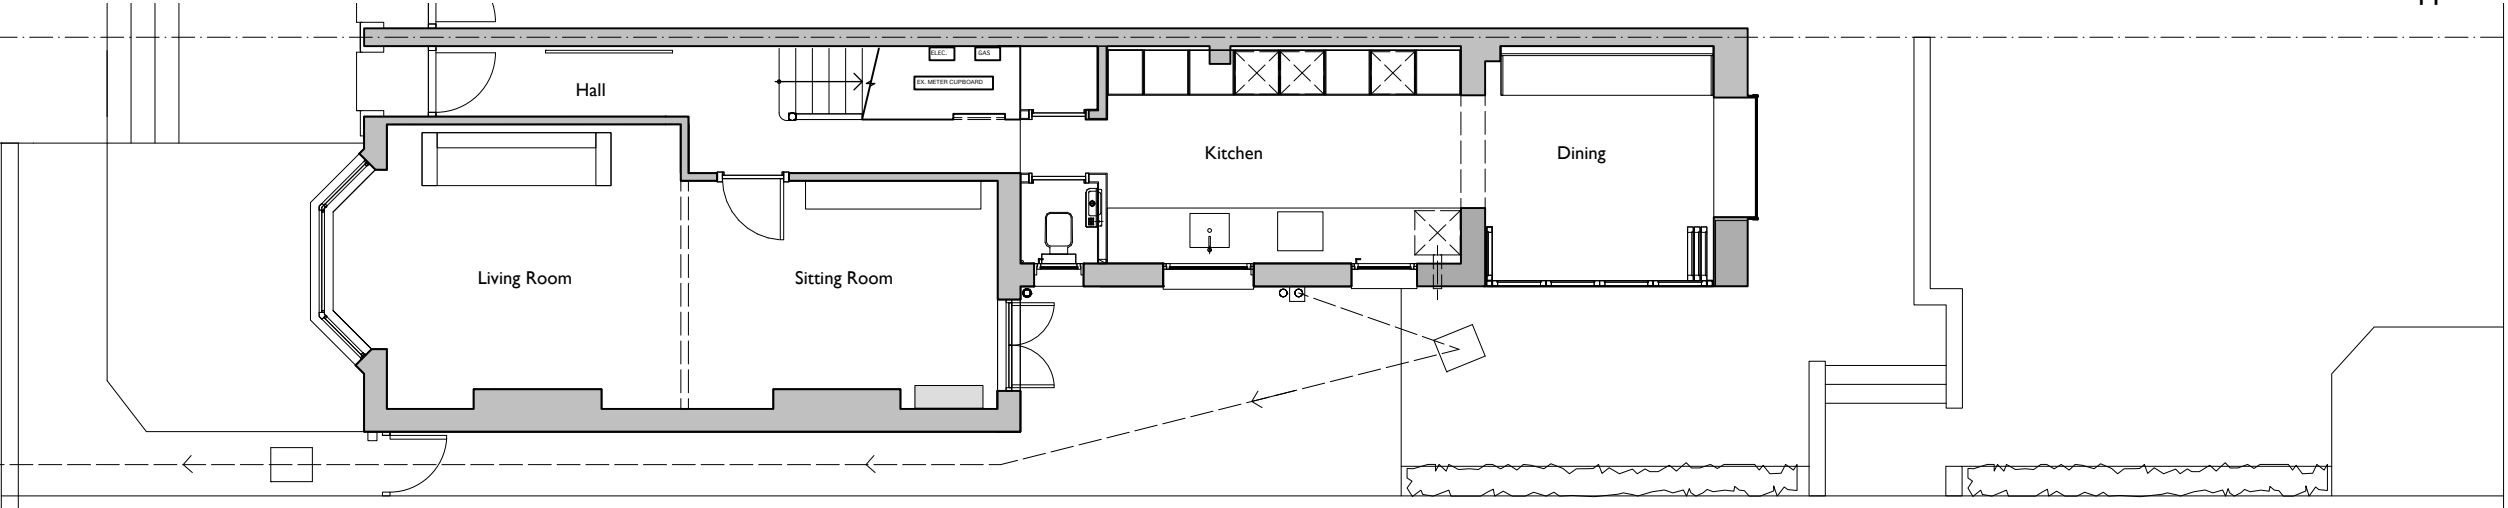 ELEC.
GAS
EX. METER CUPBOARD
Hall
Kitchen
Dining
Living Room
Sitting Room